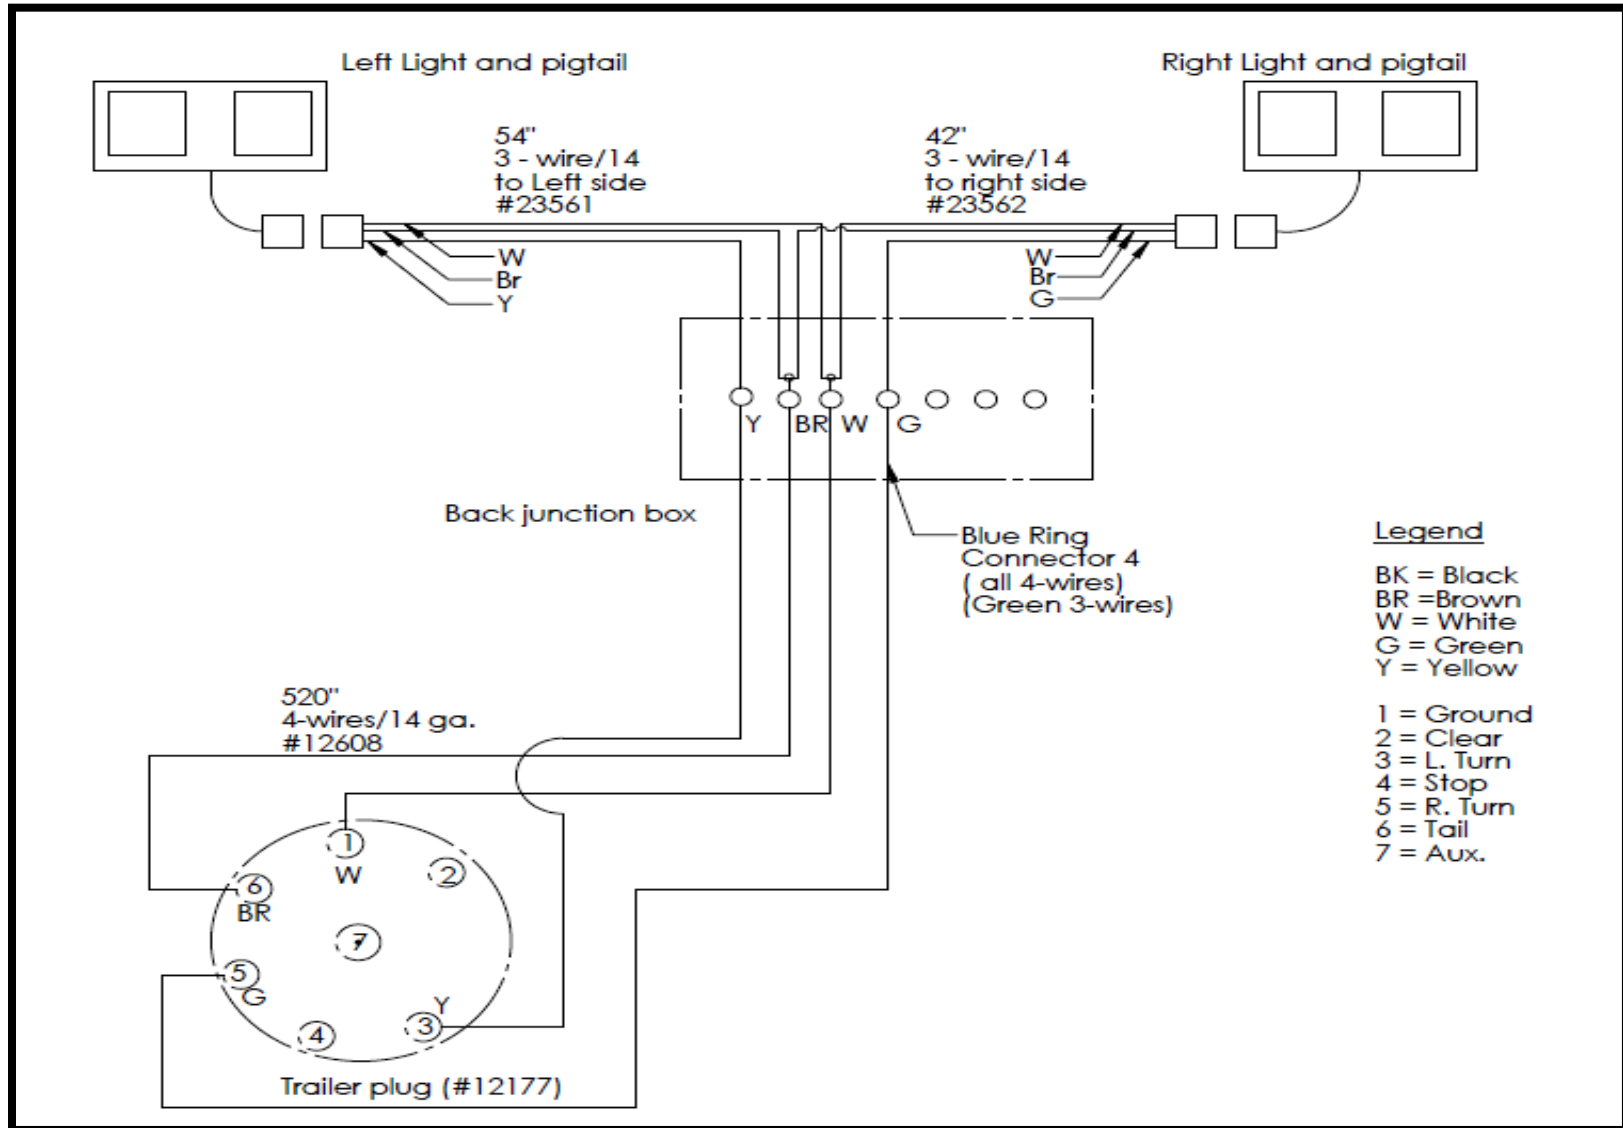 Left Light and pigtail
Right Light and pigtail
54"
3 - wire/14
to Left side
#23561
42"
3 - wire/14
to right side
#23562
W
Br
Y
W
Br
G
Y
BR
W
G
Back junction box
Blue Ring
Connector 4
( all 4-wires)
(Green 3-wires)
Legend
BK = Black
BR =Brown
W = White
G = Green
Y = Yellow
1 = Ground
2 = Clear
3 = L. Turn
4 = Stop
5 = R. Turn
6 = Tail
7 = Aux.
520"
4-wires/14 ga.
#12608
1
W
2
6
BR
7
5
G
Y
3
4
Trailer plug (#12177)